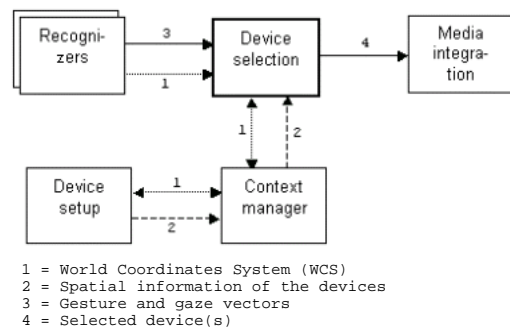 Recogni-
zers
3
1
Device
selection
4
Media
integra-
tion
1
2
Device
setup
1
2
Context
manager
1 = World Coordinates System (WCS)
2 = Spatial information of the devices
3 = Gesture and gaze vectors
4 = Selected device(s)